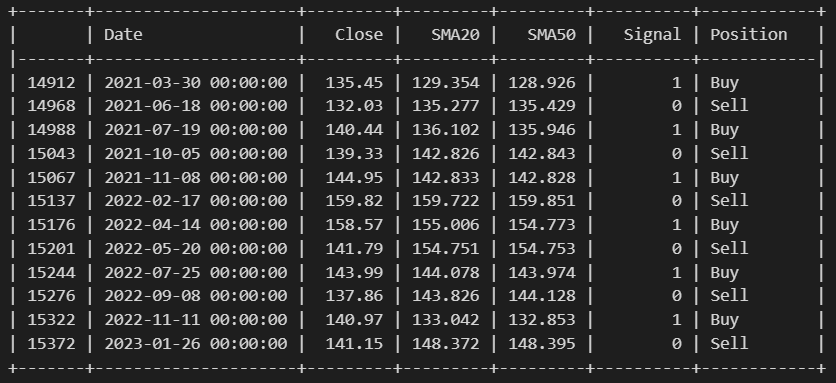 +-------+---------------------+---------+---------+---------+----------+------------+
|       | Date                |   Close |   SMA20 |   SMA50 |   Signal | Position   |
|-------+---------------------+---------+---------+---------+----------+------------|
| 14912 | 2021-03-30 00:00:00 |  135.45 | 129.354 | 128.926 |        1 | Buy        |
| 14968 | 2021-06-18 00:00:00 |  132.03 | 135.277 | 135.429 |        0 | Sell       |
| 14988 | 2021-07-19 00:00:00 |  140.44 | 136.102 | 135.946 |        1 | Buy        |
| 15043 | 2021-10-05 00:00:00 |  139.33 | 142.826 | 142.843 |        0 | Sell       |
| 15067 | 2021-11-08 00:00:00 |  144.95 | 142.833 | 142.828 |        1 | Buy        |
| 15137 | 2022-02-17 00:00:00 |  159.82 | 159.722 | 159.851 |        0 | Sell       |
| 15176 | 2022-04-14 00:00:00 |  158.57 | 155.006 | 154.773 |        1 | Buy        |
| 15201 | 2022-05-20 00:00:00 |  141.79 | 154.751 | 154.753 |        0 | Sell       |
| 15244 | 2022-07-25 00:00:00 |  143.99 | 144.078 | 143.974 |        1 | Buy        |
| 15276 | 2022-09-08 00:00:00 |  137.86 | 143.826 | 144.128 |        0 | Sell       |
| 15322 | 2022-11-11 00:00:00 |  140.97 | 133.042 | 132.853 |        1 | Buy        |
| 15372 | 2023-01-26 00:00:00 |  141.15 | 148.372 | 148.395 |        0 | Sell       |
+-------+---------------------+---------+---------+---------+----------+------------+